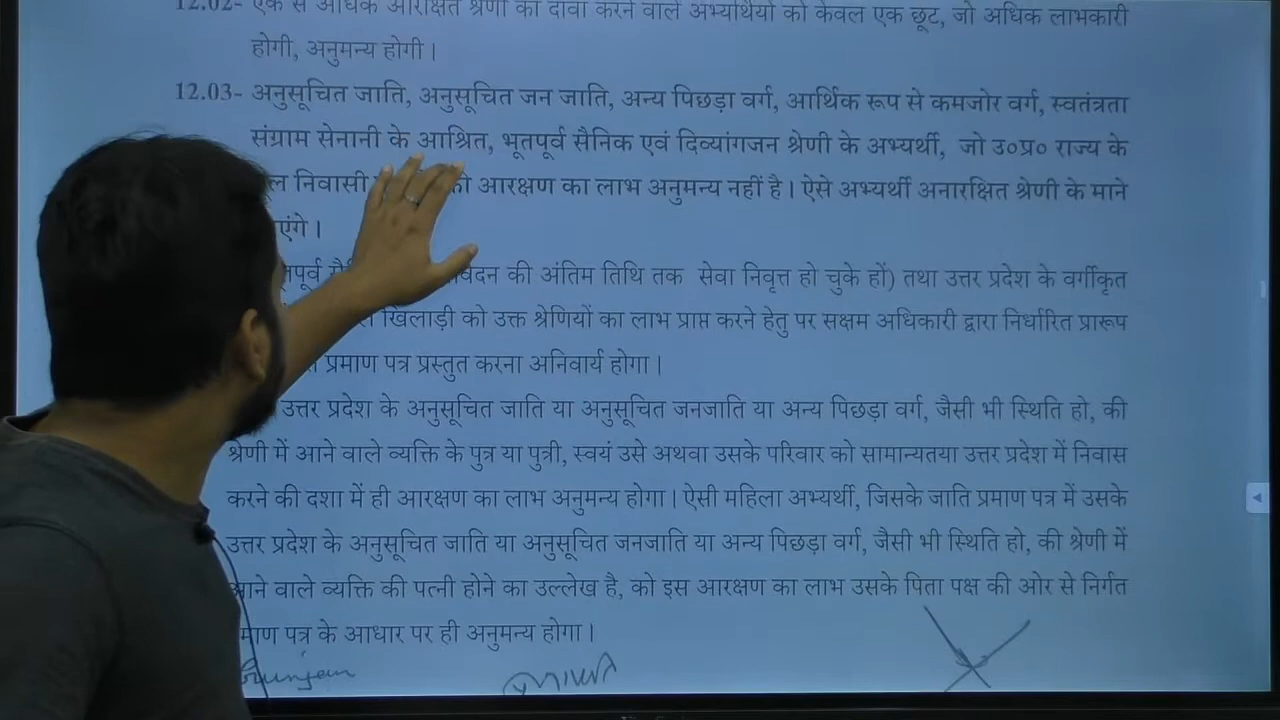 12.02- एक से अधिक आरक्षित श्रेणी का दावा करने वाले अभ्यर्थियों को केवल एक छूट, जो अधिक लाभकारी
होगी, अनुमन्य होगी।
12.03- अनुसूचित जाति, अनुसूचित जन जाति, अन्य पिछड़ा वर्ग, आर्थिक रूप से कमजोर वर्ग, स्वतंत्रता
संग्राम सेनानी के आश्रित, भूतपूर्व सैनिक एवं दिव्यांगजन श्रेणी के अभ्यर्थी, जो उ०प्र० राज्य के
निवासी को आरक्षण का लाभ अनुमन्य नहीं है। ऐसे अभ्यर्थी अनारक्षित श्रेणी के माने
की अंतिम तिथि तक सेवा निवृत्त हो चुके हों) तथा उत्तर प्रदेश के वर्गीकृत
खिलाड़ी को उक्त श्रेणियों का लाभ प्राप्त करने हेतु पर सक्षम अधिकारी द्वारा निर्धारित प्रारूप
प्रमाण पत्र प्रस्तुत करना अनिवार्य होगा।
उत्तर प्रदेश के अनुसूचित जाति या अनुसूचित जनजाति या अन्य पिछड़ा वर्ग, जैसी भी स्थिति हो, की
श्रेणी में आने वाले व्यक्ति के पुत्र या पुत्री, स्वयं उसे अथवा उसके परिवार को सामान्यतया उत्तर प्रदेश में निवास
करने की दशा में ही आरक्षण का लाभ अनुमन्य होगा। ऐसी महिला अभ्यर्थी, जिसके जाति प्रमाण पत्र में उसके
उत्तर प्रदेश के अनुसूचित जाति या अनुसूचित जनजाति या अन्य पिछड़ा वर्ग, जैसी भी स्थिति हो, की श्रेणी में
आने वाले व्यक्ति की पत्नी होने का उल्लेख है, को इस आरक्षण का लाभ उसके पिता पक्ष की ओर से निर्गत
पत्र के आधार पर ही अनुमन्य होगा।